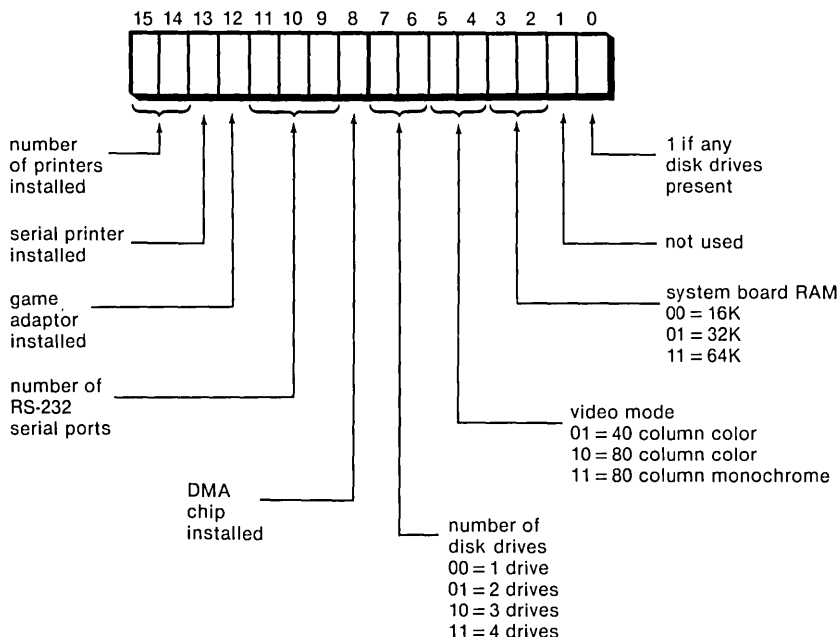 15 14 13 12 11 10 9 8 7 6 5 4 3 2 1 0
number
of printers
installed
serial printer
installed
game
adaptor
installed
number of
RS-232
serial ports
DMA
chip
installed
number of
disk drives
00 = 1 drive
01 = 2 drives
10 = 3 drives
11 = 4 drives
video mode
01 = 40 column color
10 = 80 column color
11 = 80 column monochrome
system board RAM
00 = 16K
01 = 32K
11 = 64K
not used
1 if any
disk drives
present